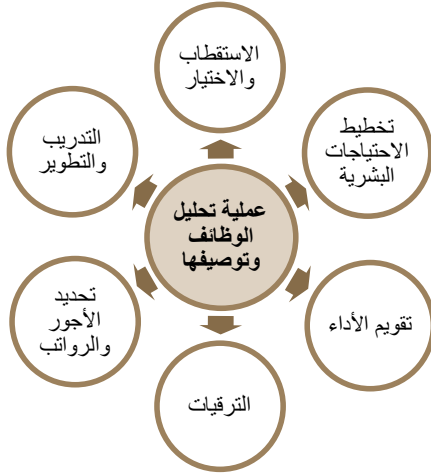 الاستقطاب
والاختيار
تخطيط
الاحتياجات
البشرية
تقويم الأداء
الترقيات
تحديد
الأجور
والرواتب
التدريب
والتطوير
عملية تحليل
الوظائف
وتوصيفها